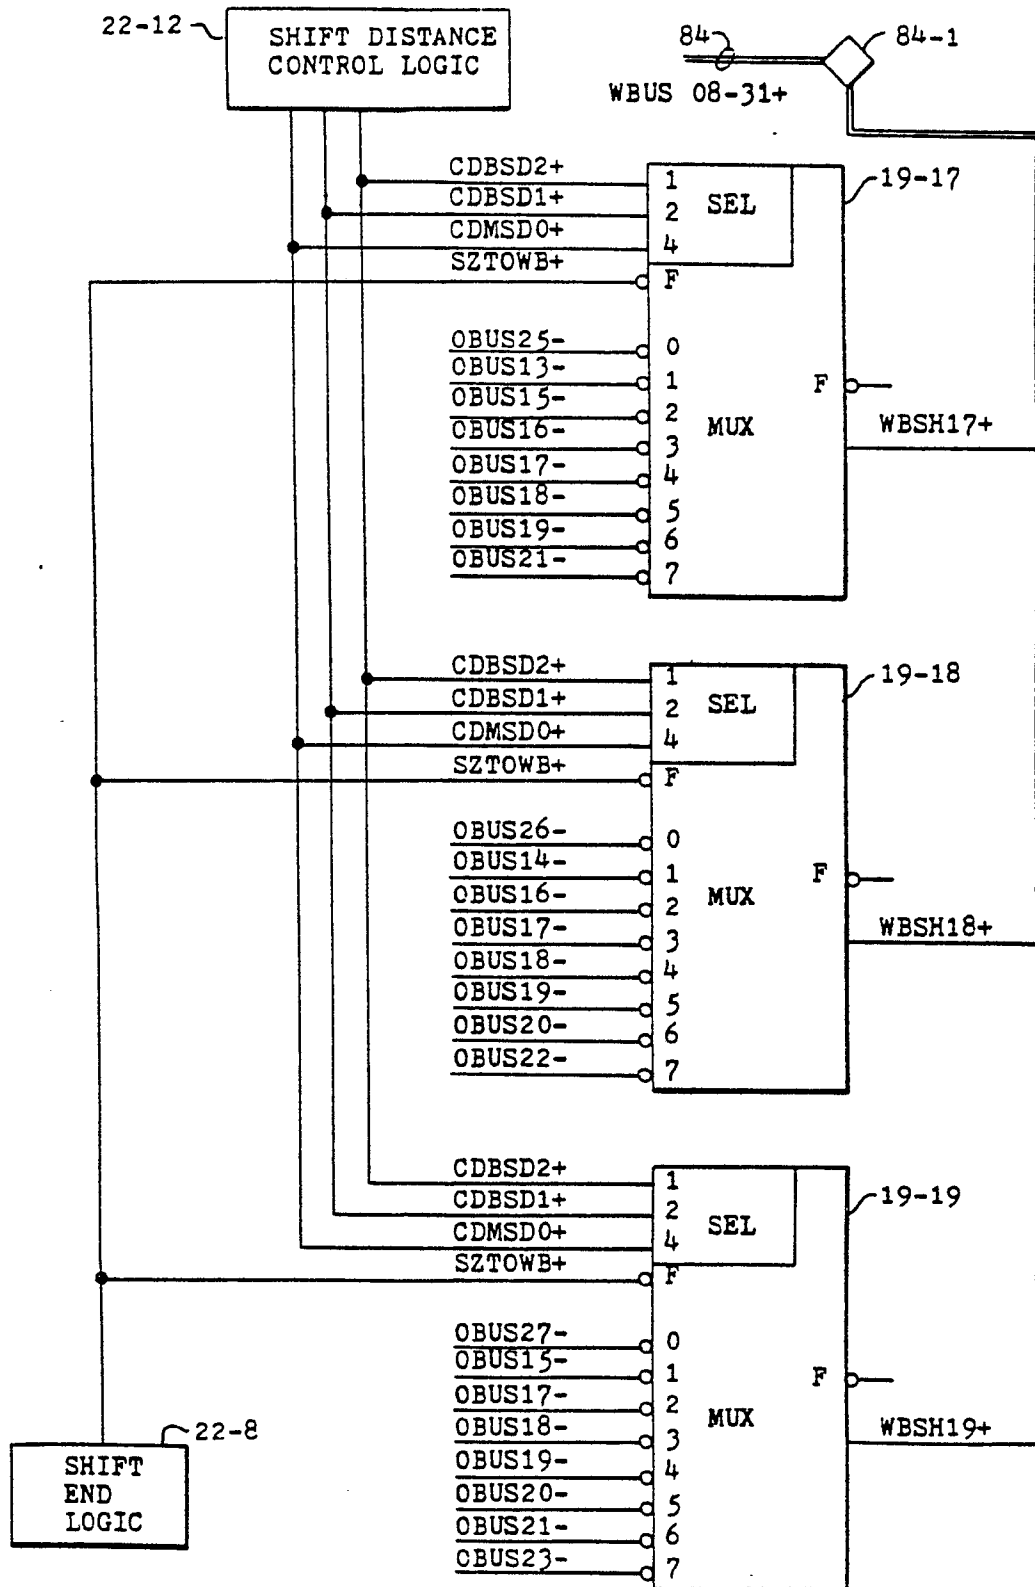 22-12
SHIFT DISTANCE
CONTROL LOGIC
84
84-1
WBUS 08-31+
CDBSD2+
CDBSD1+
CDMSD0+
SZTOWB+
1
2
4
F
SEL
19-17
OBUS25-
OBUS13-
OBUS15-
OBUS16-
OBUS17-
OBUS18-
OBUS19-
OBUS21-
0
1
2
3
4
5
6
7
MUX
F
WBSH17+
CDBSD2+
CDBSD1+
CDMSD0+
SZTOWB+
1
2
4
F
SEL
19-18
OBUS26-
OBUS14-
OBUS16-
OBUS17-
OBUS18-
OBUS19-
OBUS20-
OBUS22-
0
1
2
3
4
5
6
7
MUX
F
WBSH18+
CDBSD2+
CDBSD1+
CDMSD0+
SZTOWB+
1
2
4
F
SEL
19-19
OBUS27-
OBUS15-
OBUS17-
OBUS18-
OBUS19-
OBUS20-
OBUS21-
OBUS23-
0
1
2
3
4
5
6
7
MUX
F
WBSH19+
22-8
SHIFT
END
LOGIC